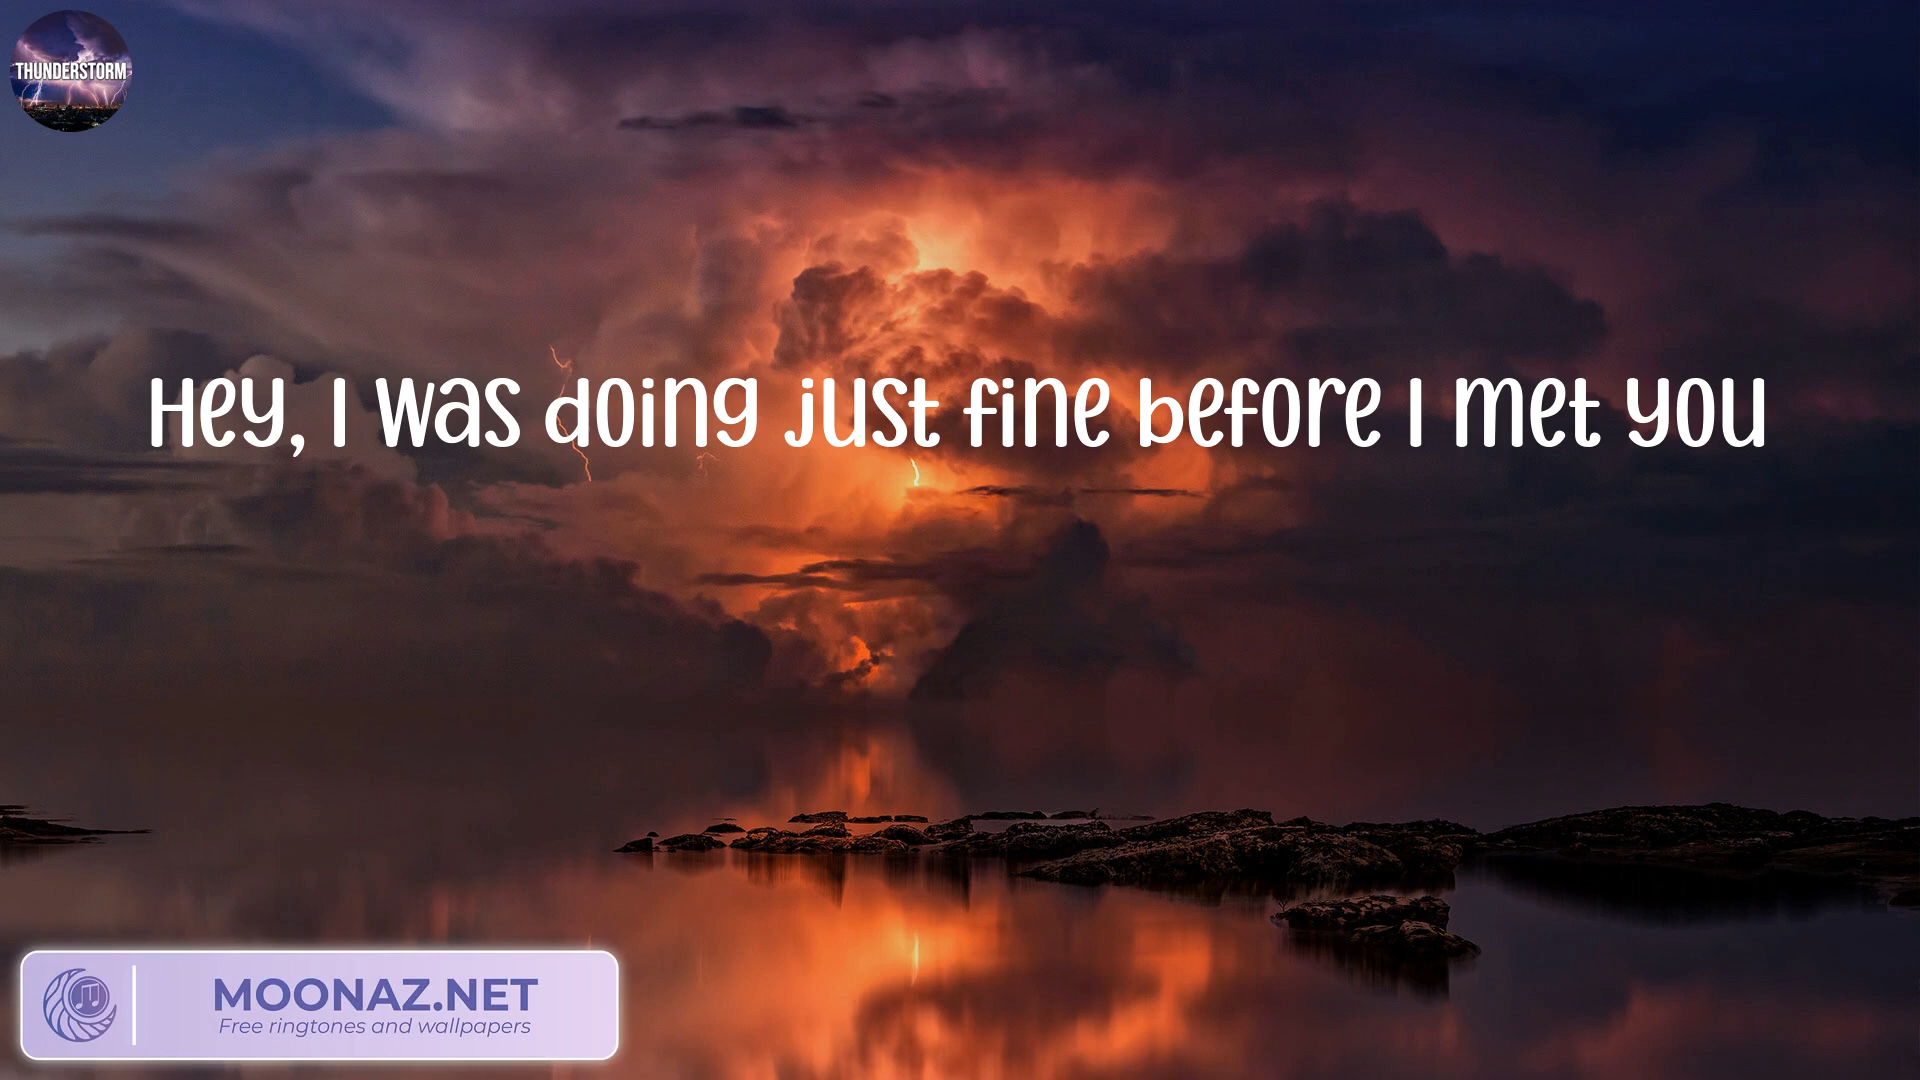 THUNDERSTORM
Hey, I was doing just fine before I met you
MOONAZ.NET
Free ringtones and wallpapers